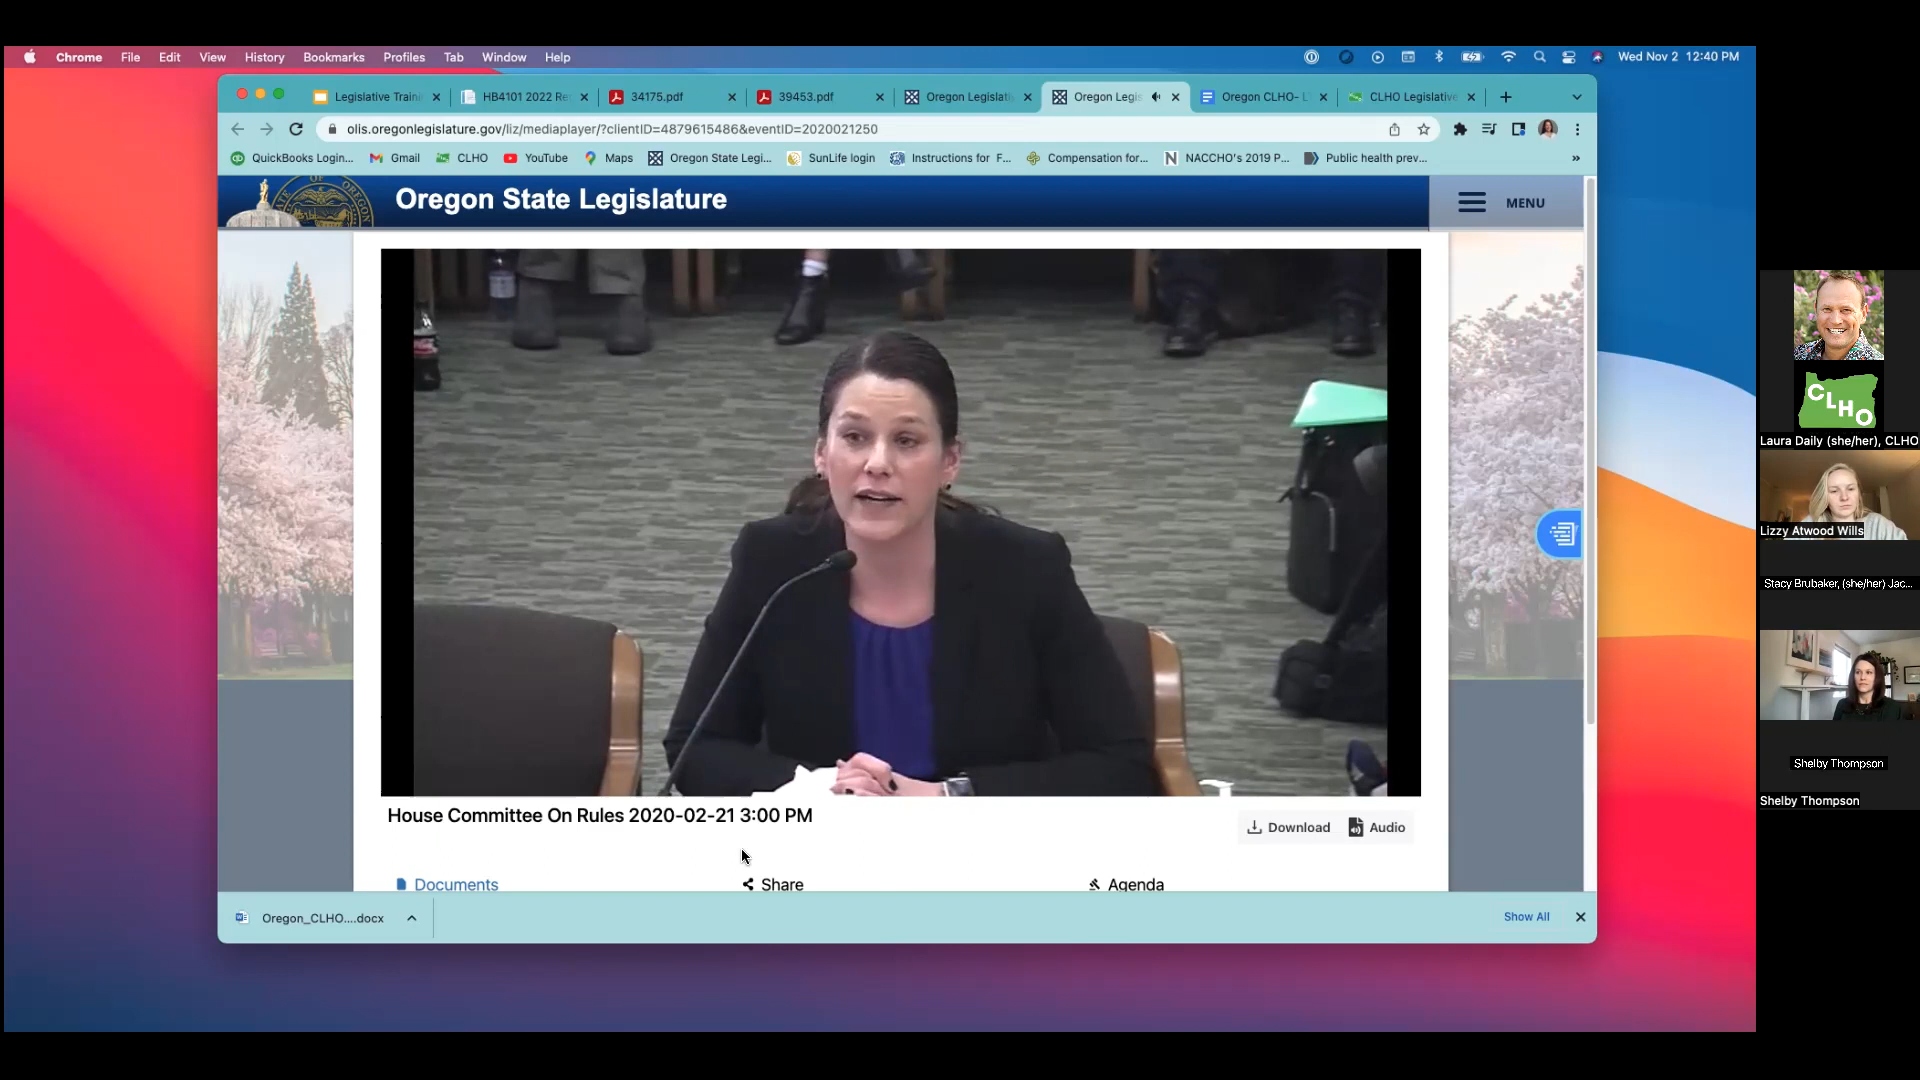 Chrome File Edit View History Bookmarks Profiles Tab Window Help
Wed Nov 2 12:40 PM
Legislative Traini
HB4101 2022 Re
34175.pdf
39453.pdf
Oregon Legislati
Oregon Legis
Oregon CLHO- L
CLHO Legislative
olis.oregonlegislature.gov/liz/mediaplayer/?clientID=4879615486&eventID=2020021250
QuickBooks Login...
Gmail
CLHO
YouTube
Maps
Oregon State Legi...
SunLife login
Instructions for F...
Compensation for...
NACCHO's 2019 P...
Public health prev...
Oregon State Legislature
MENU
House Committee On Rules 2020-02-21 3:00 PM
Download
Audio
Documents
Share
Agenda
Oregon_CLHO....docx
Show All
CLHO
Laura Daily (she/her), CLHO
Lizzy Atwood Wills
Stacy Brubaker, (she/her) Jac...
Shelby Thompson
Shelby Thompson